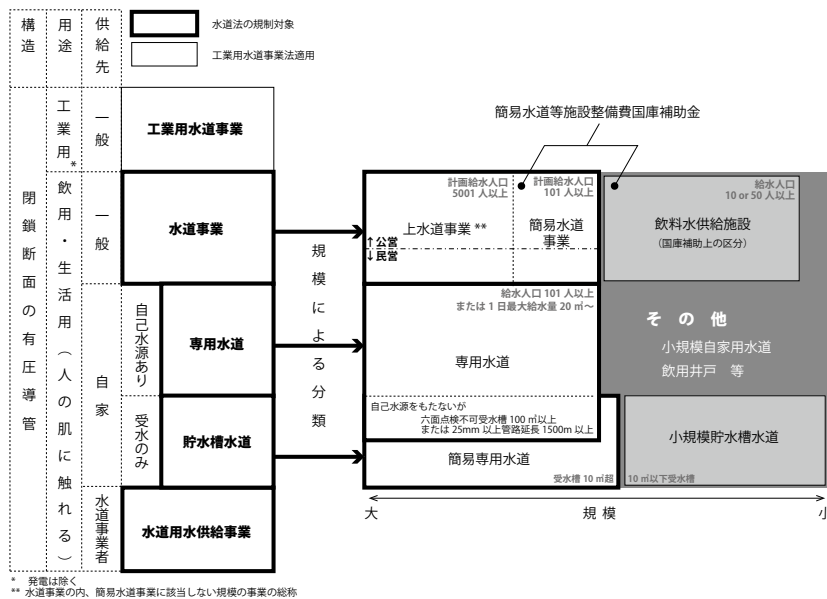 構造
用途
供給先
水道法の規制対象
工業用水道事業法適用
閉鎖断面の有圧導管
工業用*
飲用・生活用（人の肌に触れる）
一般
一般
自家
水道事業者
自己水源あり
受水のみ
工業用水道事業
水道事業
専用水道
貯水槽水道
水道用水供給事業
規模による分類
簡易水道等施設整備費国庫補助金
計画給水人口
5001 人以上
上水道事業 **
↑公営
↓民営
計画給水人口
101 人以上
簡易水道
事業
給水人口
10 or 50 人以上
飲料水供給施設
（国庫補助上の区分）
給水人口 101 人以上
または 1 日最大給水量 20 ㎥～
専用水道
自己水源をもたないが
六面点検不可受水槽 100 ㎥以上
または 25mm 以上管路延長 1500m 以上
簡易専用水道
受水槽 10 ㎥超
そ の 他
小規模自家用水道
飲用井戸 等
小規模貯水槽水道
10 ㎥以下受水槽
大
規 模
小
* 発電は除く
** 水道事業の内、簡易水道事業に該当しない規模の事業の総称